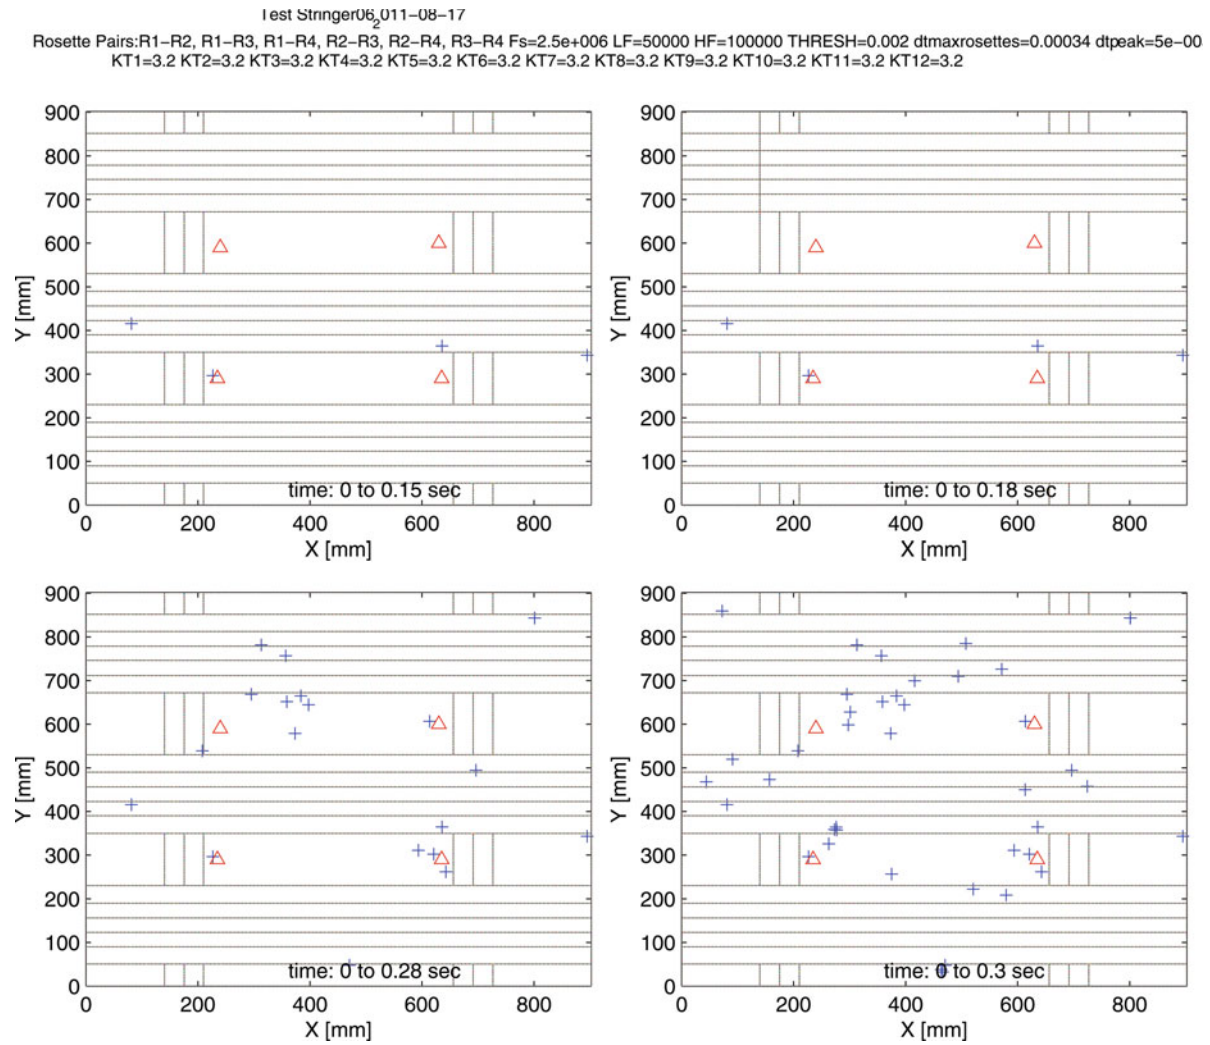 Test Stringer062011-08-17
Rosette Pairs:R1-R2, R1-R3, R1-R4, R2-R3, R2-R4, R3-R4 Fs=2.5e+006 LF=50000 HF=100000 THRESH=0.002 dtmaxrosettes=0.00034 dtpeak=5e-00
KT1=3.2 KT2=3.2 KT3=3.2 KT4=3.2 KT5=3.2 KT6=3.2 KT7=3.2 KT8=3.2 KT9=3.2 KT10=3.2 KT11=3.2 KT12=3.2
900
800
700
600
500
400
300
200
100
0
Y [mm]
time: 0 to 0.15 sec
0 200 400 600 800
X [mm]
900
800
700
600
500
400
300
200
100
0
Y [mm]
time: 0 to 0.18 sec
0 200 400 600 800
X [mm]
900
800
700
600
500
400
300
200
100
0
Y [mm]
time: 0 to 0.28 sec
0 200 400 600 800
X [mm]
900
800
700
600
500
400
300
200
100
0
Y [mm]
time: 0 to 0.3 sec
0 200 400 600 800
X [mm]